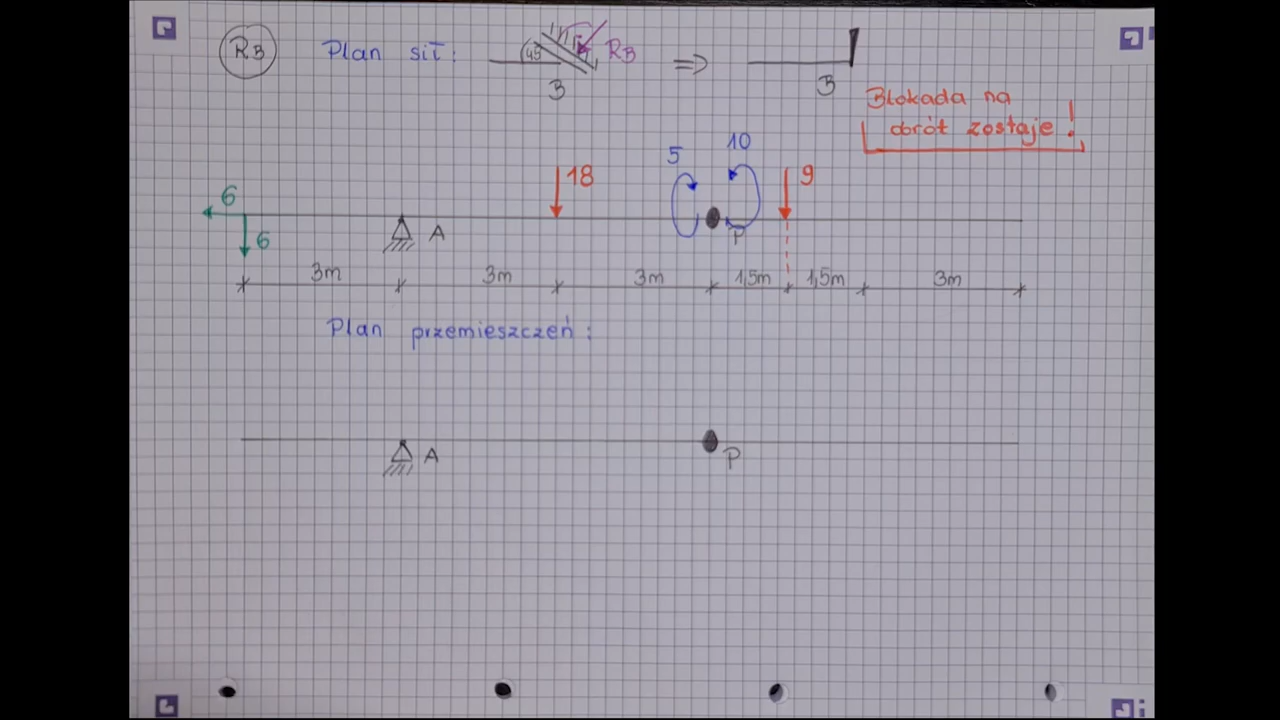 RB Plan sił: 45 RB ⇒
B B
Blokada na
obrót zostaje!
5 10
6 18 9
6 A P
3m 3m 3m 1,5m 1,5m 3m
Plan przemieszczeń:
A P